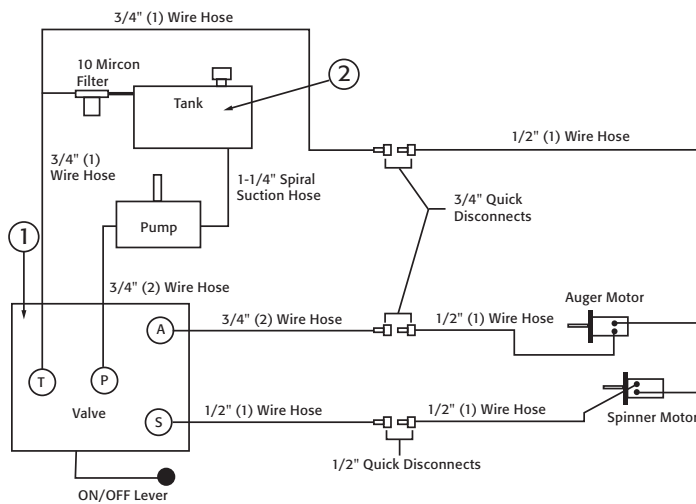 3/4" (1) Wire Hose
10 Mircon
Filter
2
Tank
1/2" (1) Wire Hose
3/4" (1)
Wire Hose
1-1/4" Spiral
Suction Hose
3/4" Quick
Disconnects
Pump
1
3/4" (2) Wire Hose
Auger Motor
A
3/4" (2) Wire Hose
1/2" (1) Wire Hose
T
P
Valve
S
1/2" (1) Wire Hose
1/2" (1) Wire Hose
Spinner Motor
1/2" Quick Disconnects
ON/OFF Lever